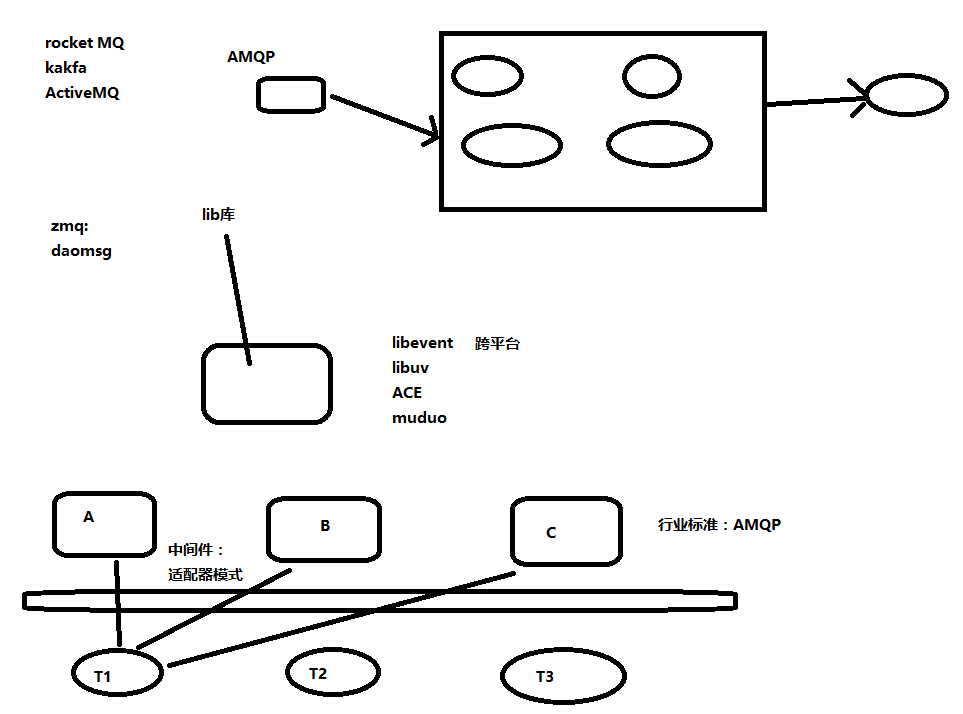 rocket MQ
kakfa
ActiveMQ
AMQP
zmq:
daomsg
lib库
libevent 跨平台
libuv
ACE
muduo
A
B
C
行业标准：AMQP
中间件：
适配器模式
T1
T2
T3